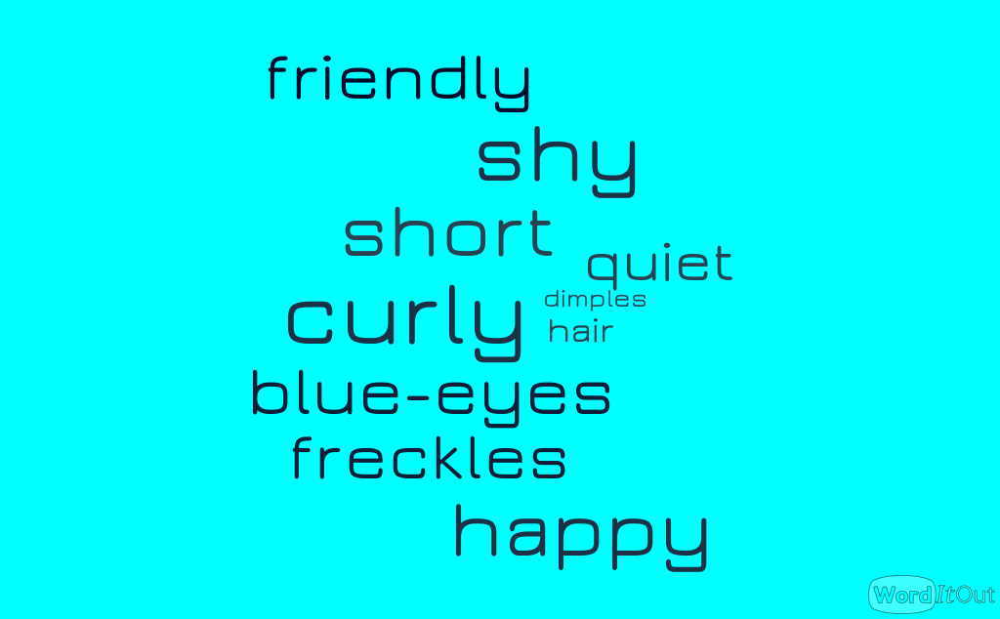 friendly
shy
short
quiet
curly
dimples
hair
blue-eyes
freckles
happy
WordItOut